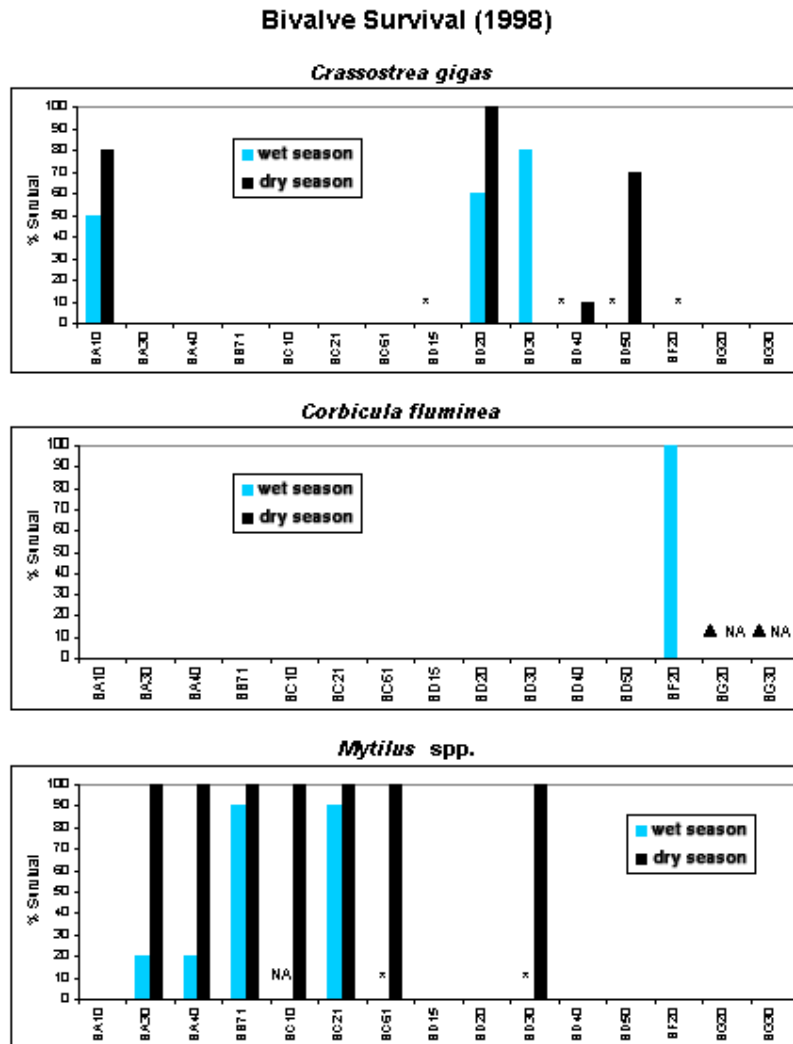 Bivalve Survival (1998)
Crassostrea gigas
100
90
80
70
60
50
40
30
20
10
0
% Survival
wet season
dry season
* * * *
BA10 BA30 BA40 BB71 BC10 BC21 BC61 BD15 BD20 BD30 BD40 BD50 BF20 BG20 BG30
Corbicula fluminea
100
90
80
70
60
50
40
30
20
10
0
% Survival
wet season
dry season
▲ NA ▲ NA
BA10 BA30 BA40 BB71 BC10 BC21 BC61 BD15 BD20 BD30 BD40 BD50 BF20 BG20 BG30
Mytilus spp.
100
90
80
70
60
50
40
30
20
10
0
% Survival
wet season
dry season
NA * *
BA10 BA30 BA40 BB71 BC10 BC21 BC61 BD15 BD20 BD30 BD40 BD50 BF20 BG20 BG30